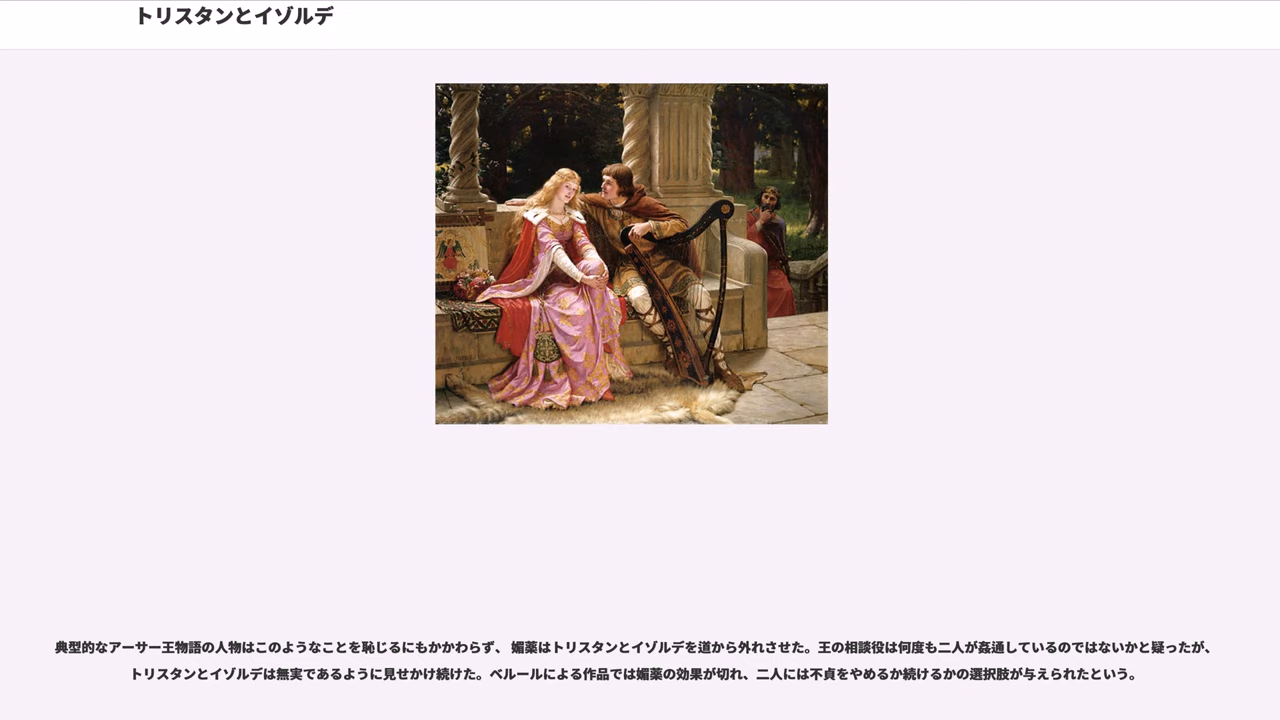 トリスタンとイゾルデ
典型的なアーサー王物語の人物はこのようなことを恥じるにもかかわらず、 媚薬はトリスタンとイゾルデを道から外れさせた。王の相談役は何度も二人が姦通しているのではないかと疑ったが、
トリスタンとイゾルデは無実であるように見せかけ続けた。ベルールによる作品では媚薬の効果が切れ、二人には不貞をやめるか続けるかの選択肢が与えられたという。